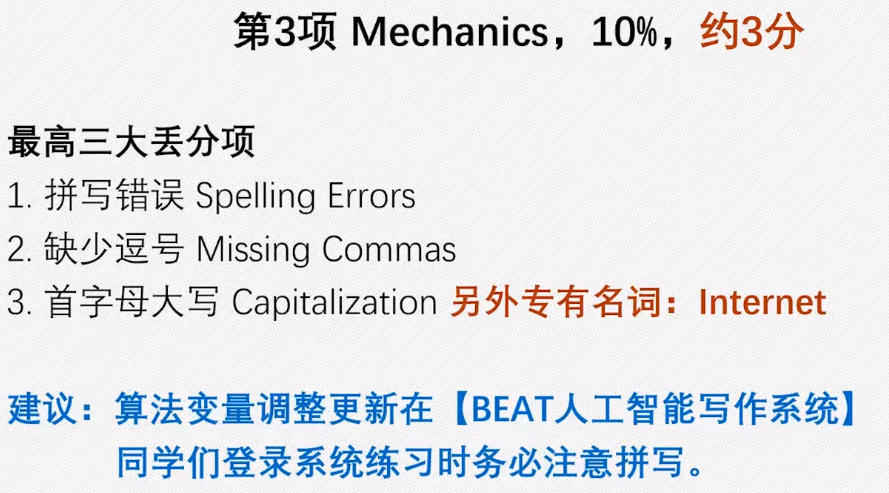 第3项 Mechanics，10%，约3分
最高三大丢分项
1. 拼写错误 Spelling Errors
2. 缺少逗号 Missing Commas
3. 首字母大写 Capitalization 另外专有名词：Internet
建议：算法变量调整更新在【BEAT人工智能写作系统】
同学们登录系统练习时务必注意拼写。